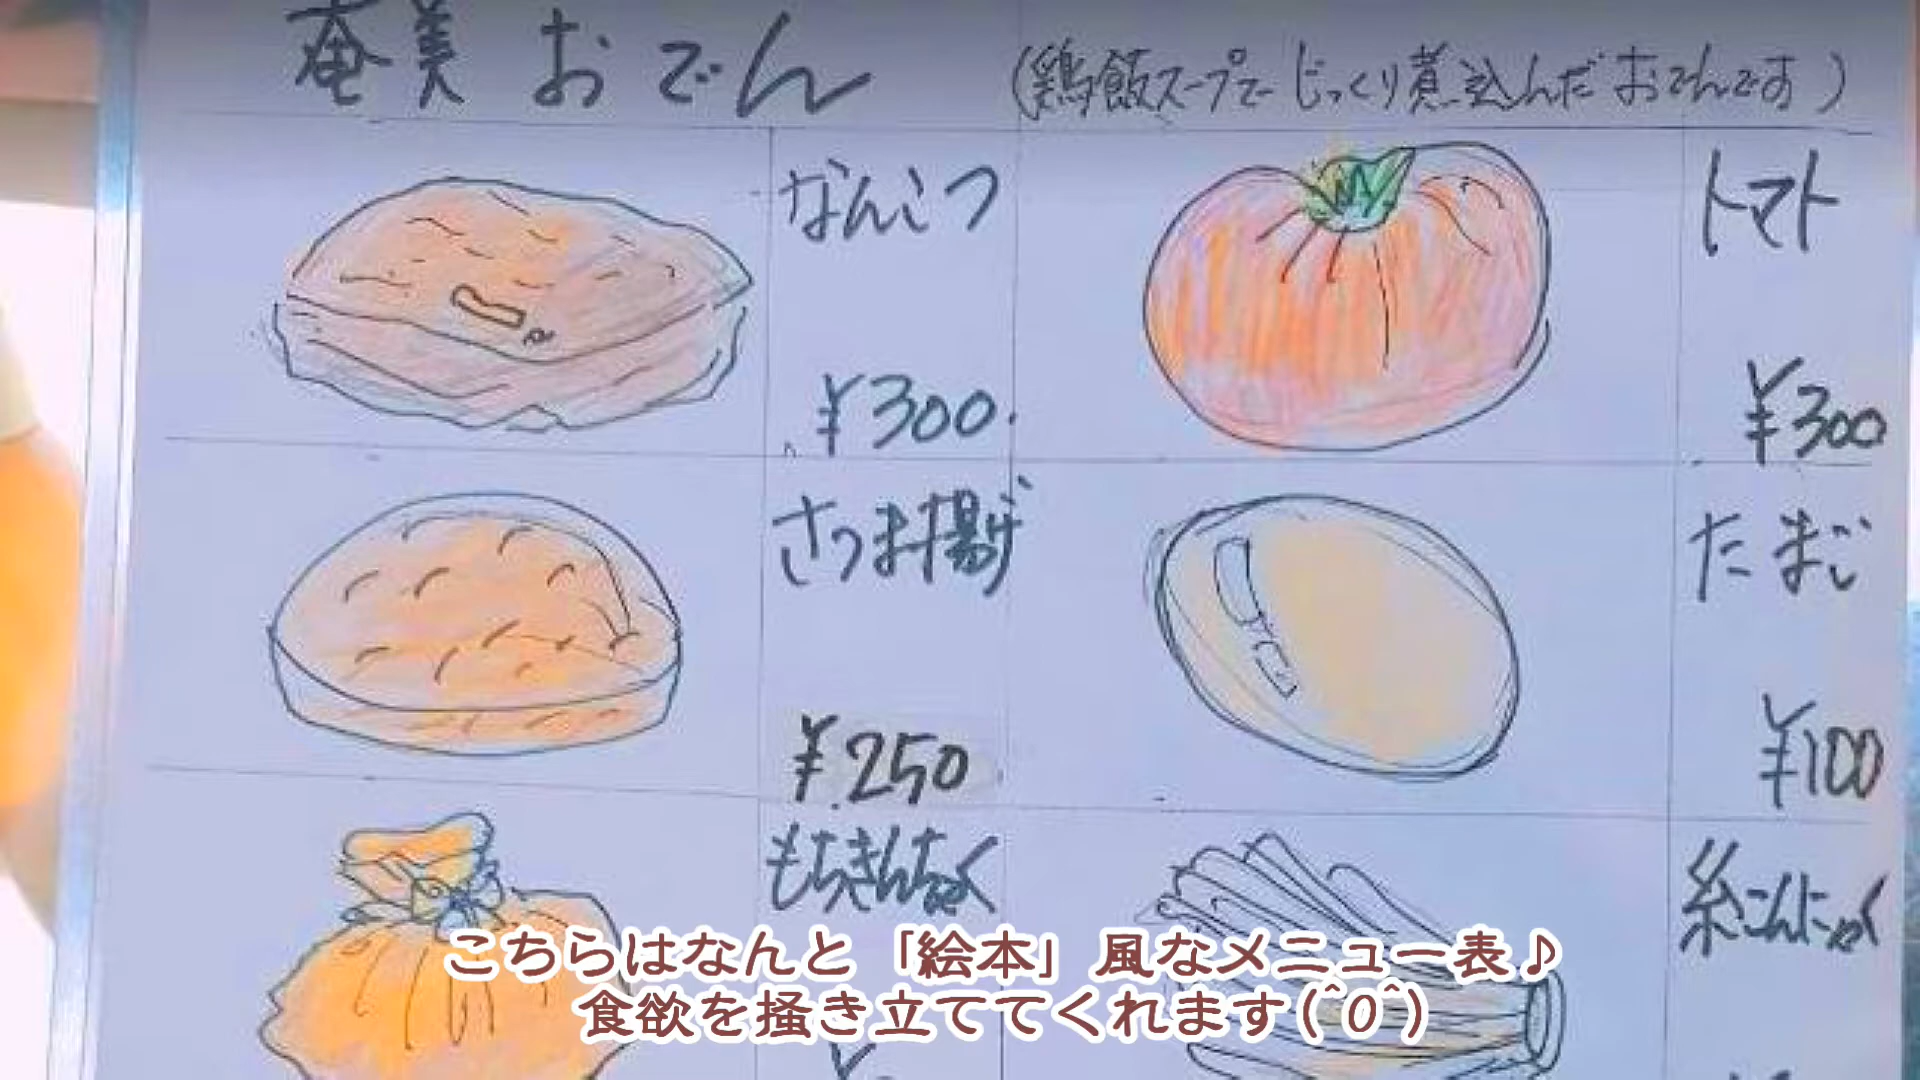 奄美おでん
(鶏飯スープでじっくり煮込んだおでんです)
なんこつ
¥300
トマト
¥300
さつま揚げ
¥250
たまご
¥100
もちきんちゃく
糸こんにゃく
こちらはなんと「絵本」風なメニュー表♪
食欲を掻き立ててくれます(^O^)